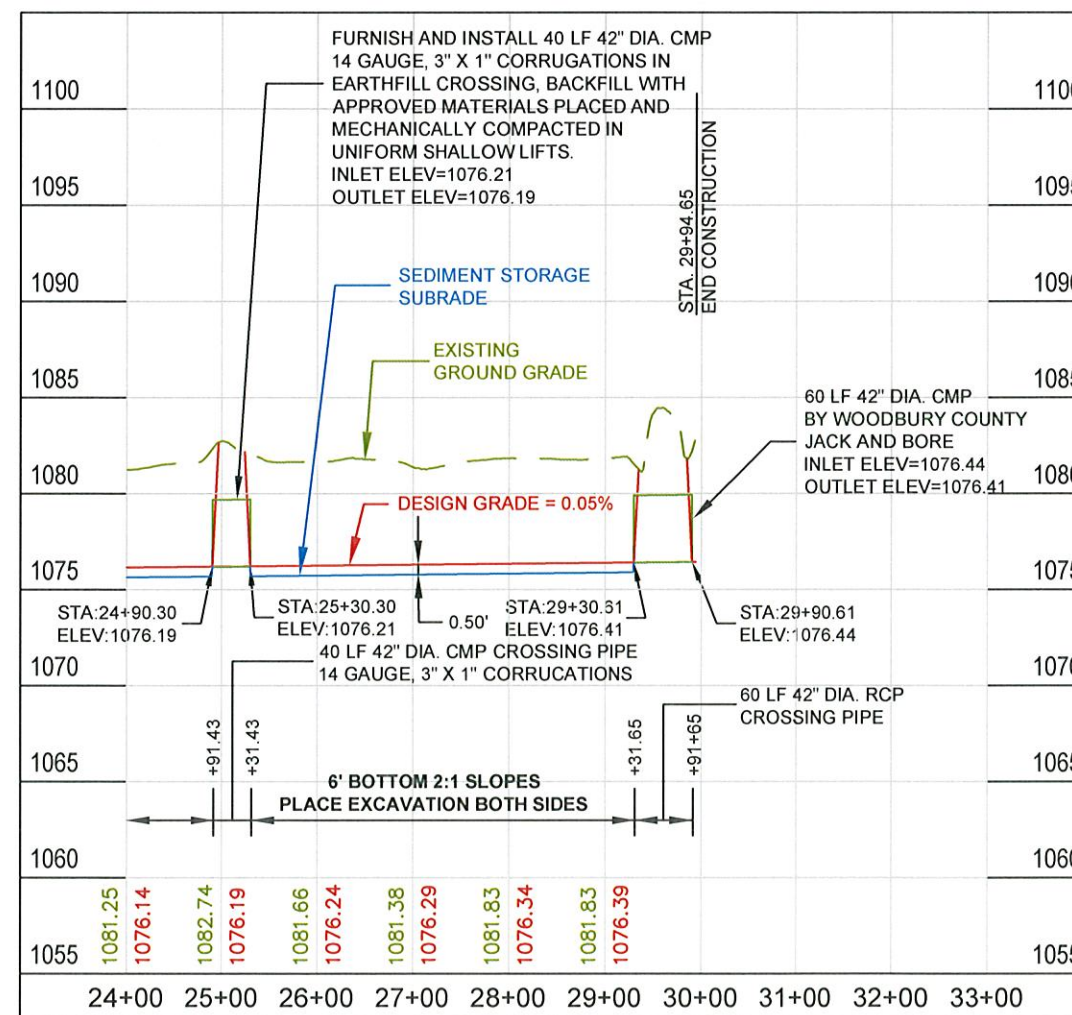 FURNISH AND INSTALL 40 LF 42" DIA. CMP
14 GAUGE, 3" X 1" CORRUGATIONS IN
EARTHFILL CROSSING, BACKFILL WITH
APPROVED MATERIALS PLACED AND
MECHANICALLY COMPACTED IN
UNIFORM SHALLOW LIFTS.
INLET ELEV=1076.21
OUTLET ELEV=1076.19
STA. 29+94.65
END CONSTRUCTION
1100
1095
1090
1085
1080
1075
1070
1065
1060
1055
SEDIMENT STORAGE
SUBRADE
EXISTING
GROUND GRADE
60 LF 42" DIA. CMP
BY WOODBURY COUNTY
JACK AND BORE
INLET ELEV=1076.44
OUTLET ELEV=1076.41
DESIGN GRADE = 0.05%
STA:24+90.30
ELEV:1076.19
STA:25+30.30
ELEV:1076.21
0.50'
STA:29+30.61
ELEV:1076.41
STA:29+90.61
ELEV:1076.44
40 LF 42" DIA. CMP CROSSING PIPE
14 GAUGE, 3" X 1" CORRUCATIONS
60 LF 42" DIA. RCP
CROSSING PIPE
+91.43
+31.43
+31.65
+91+65
6' BOTTOM 2:1 SLOPES
PLACE EXCAVATION BOTH SIDES
1081.25
1076.14
1082.74
1076.19
1081.66
1076.24
1081.38
1076.29
1081.83
1076.34
1081.83
1076.39
24+00 25+00 26+00 27+00 28+00 29+00 30+00 31+00 32+00 33+00